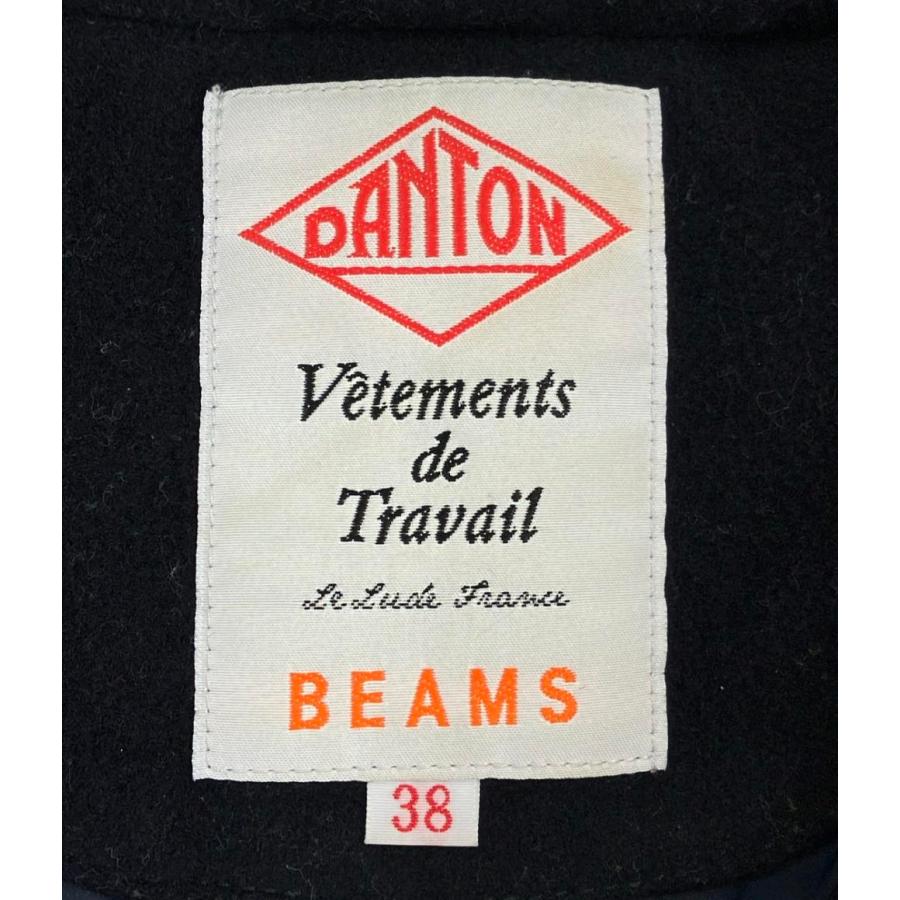 DANTON
Vêtements
de
Travail
Le Lude France
BEAMS
38